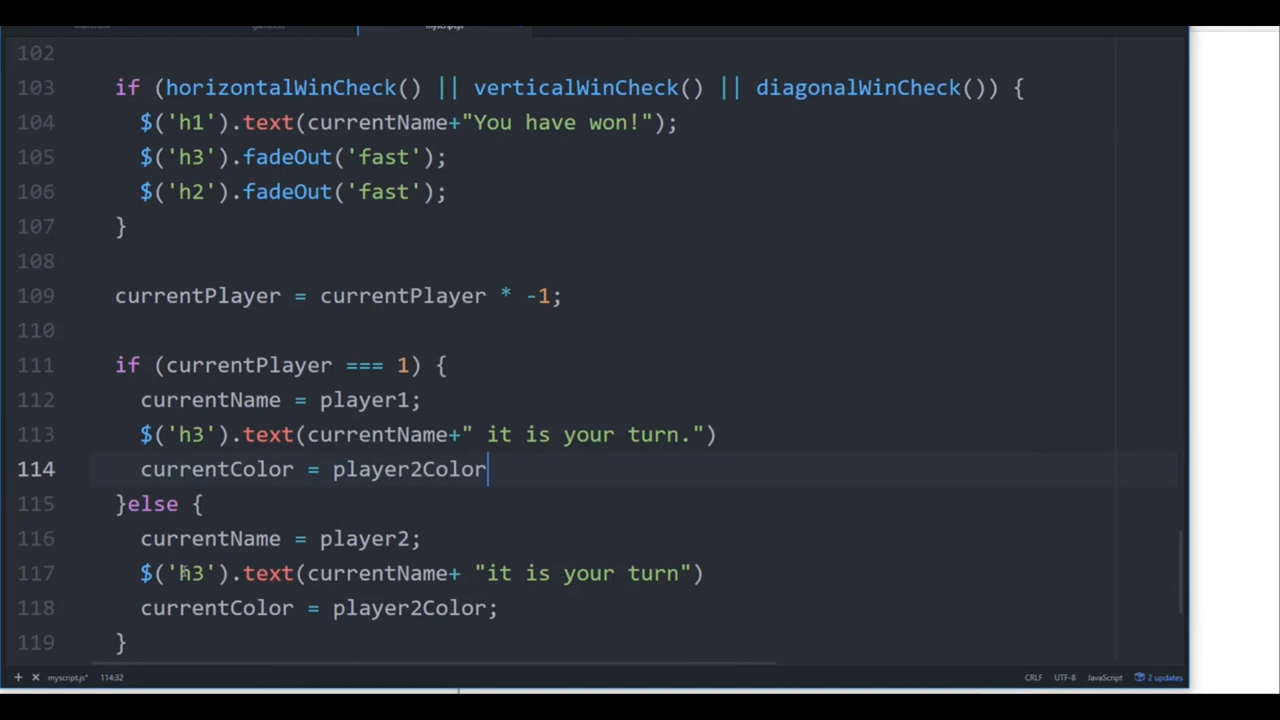 myscript.js
102
103 if (horizontalWinCheck() || verticalWinCheck() || diagonalWinCheck()) {
104 $('h1').text(currentName+"You have won!");
105 $('h3').fadeOut('fast');
106 $('h2').fadeOut('fast');
107 }
108
109 currentPlayer = currentPlayer * -1;
110
111 if (currentPlayer === 1) {
112 currentName = player1;
113 $('h3').text(currentName+" it is your turn.")
114 currentColor = player2Color
115 }else {
116 currentName = player2;
117 $('h3').text(currentName+ "it is your turn")
118 currentColor = player2Color;
119 }
myscript.js* 114:32 CRLF UTF-8 JavaScript 2 updates